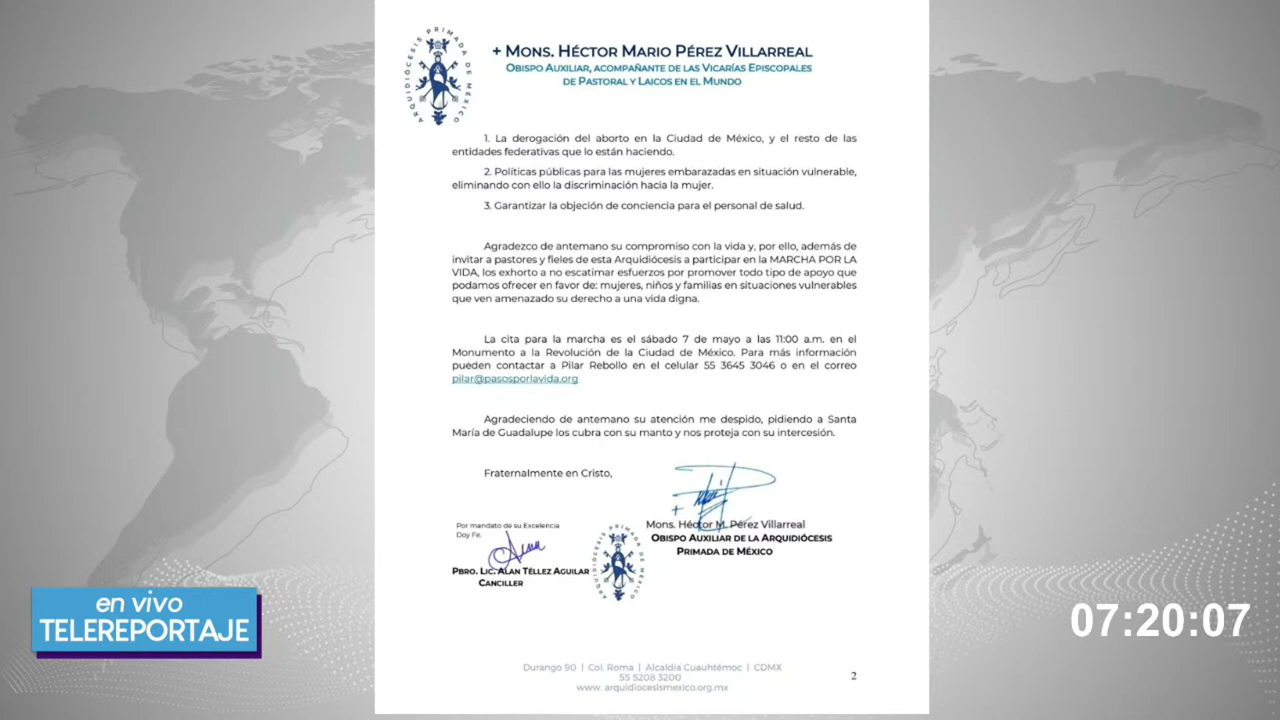 ARQUIDIÓCESIS PRIMADA DE MÉXICO
+ MONS. HÉCTOR MARIO PÉREZ VILLARREAL
OBISPO AUXILIAR, ACOMPAÑANTE DE LAS VICARÍAS EPISCOPALES
DE PASTORAL Y LAICOS EN EL MUNDO
1. La derogación del aborto en la Ciudad de México, y el resto de las
entidades federativas que lo están haciendo.
2. Políticas públicas para las mujeres embarazadas en situación vulnerable,
eliminando con ello la discriminación hacia la mujer.
3. Garantizar la objeción de conciencia para el personal de salud.
Agradezco de antemano su compromiso con la vida y, por ello, además de
invitar a pastores y fieles de esta Arquidiócesis a participar en la MARCHA POR LA
VIDA, los exhorto a no escatimar esfuerzos por promover todo tipo de apoyo que
podamos ofrecer en favor de: mujeres, niños y familias en situaciones vulnerables
que ven amenazado su derecho a una vida digna.
La cita para la marcha es el sábado 7 de mayo a las 11:00 a.m. en el
Monumento a la Revolución de la Ciudad de México. Para más información
pueden contactar a Pilar Rebollo en el celular 55 3645 3046 o en el correo
pilar@pasosporlavida.org
Agradeciendo de antemano su atención me despido, pidiendo a Santa
María de Guadalupe los cubra con su manto y nos proteja con su intercesión.
Fraternalmente en Cristo,
Mons. Héctor M. Pérez Villarreal
OBISPO AUXILIAR DE LA ARQUIDIÓCESIS
PRIMADA DE MÉXICO
Por mandato de su Excelencia
Doy Fe.
PBRO. LIC. ALAN TÉLLEZ AGUILAR
CANCILLER
ARQUIDIÓCESIS PRIMADA DE MÉXICO
Durango 90 | Col. Roma | Alcaldía Cuauhtémoc | CDMX
55 5208 3200
www. arquidiocesismexico.org.mx
2
en vivo
TELEREPORTAJE
07:20:07